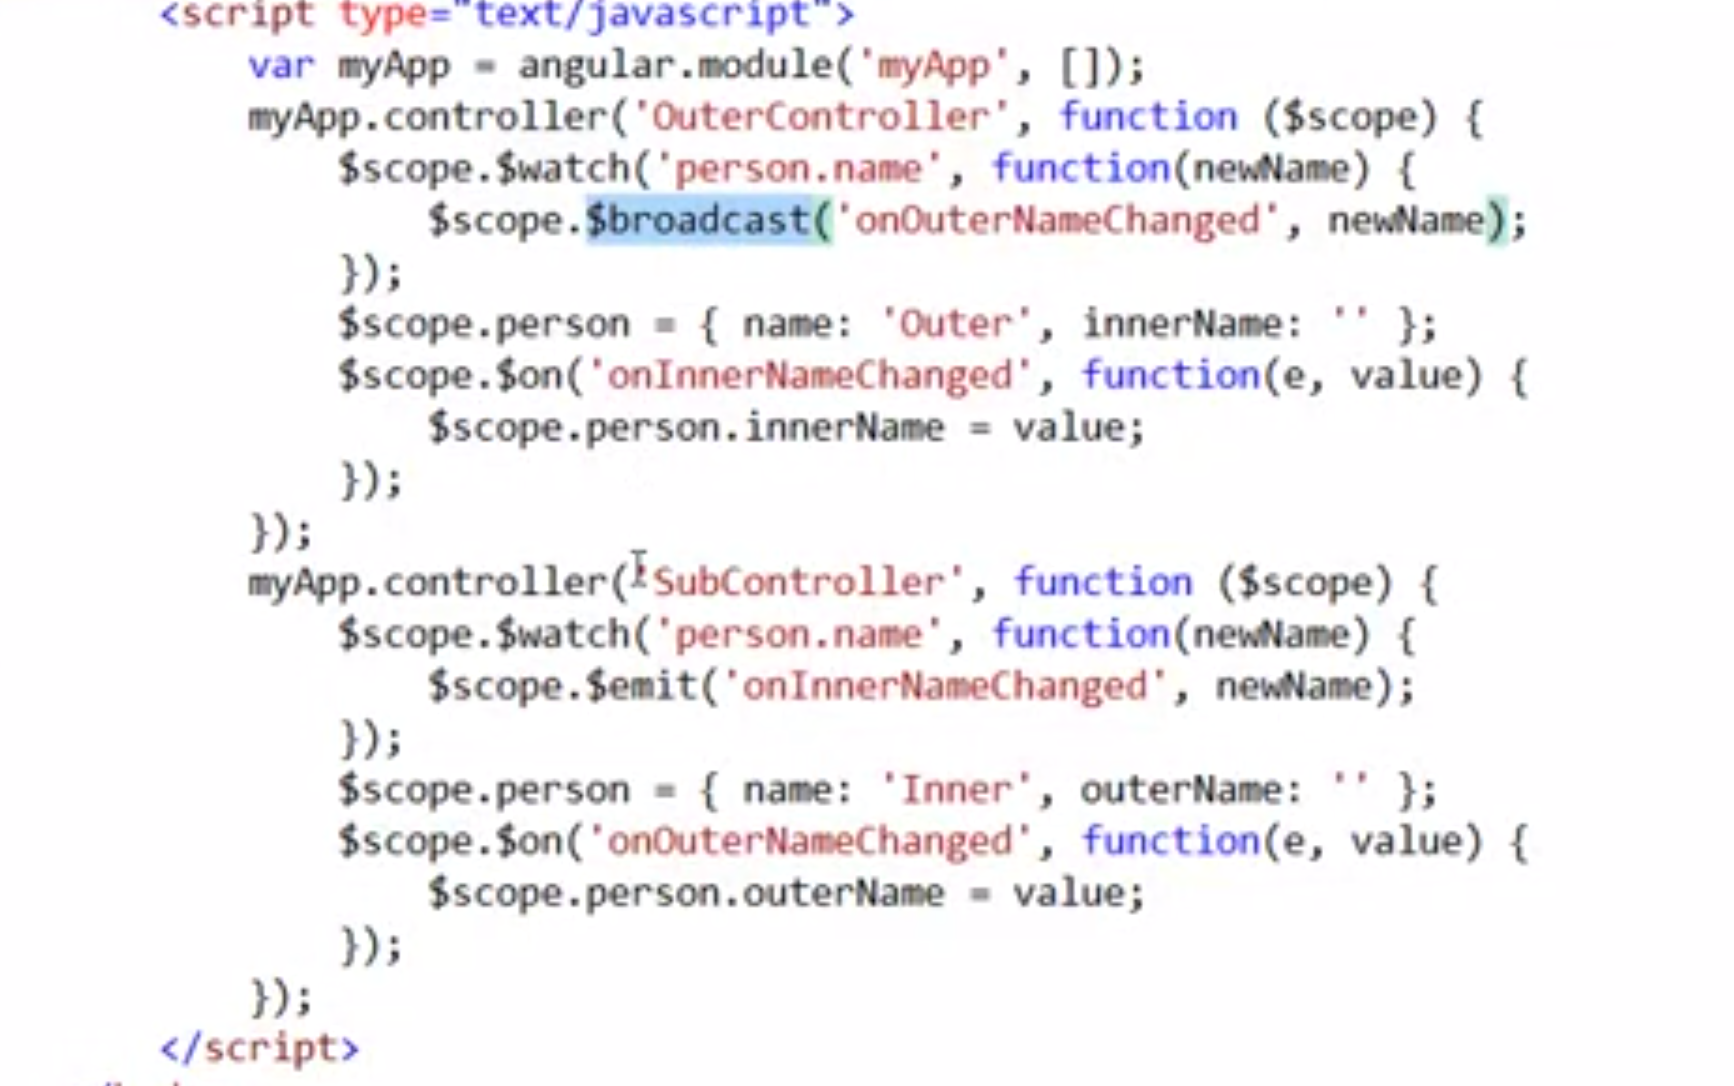 <script type="text/javascript">
var myApp = angular.module('myApp', []);
myApp.controller('OuterController', function ($scope) {
$scope.$watch('person.name', function(newName) {
$scope.$broadcast('onOuterNameChanged', newName);
});
$scope.person = { name: 'Outer', innerName: '' };
$scope.$on('onInnerNameChanged', function(e, value) {
$scope.person.innerName = value;
});
});
myApp.controller('SubController', function ($scope) {
$scope.$watch('person.name', function(newName) {
$scope.$emit('onInnerNameChanged', newName);
});
$scope.person = { name: 'Inner', outerName: '' };
$scope.$on('onOuterNameChanged', function(e, value) {
$scope.person.outerName = value;
});
});
</script>